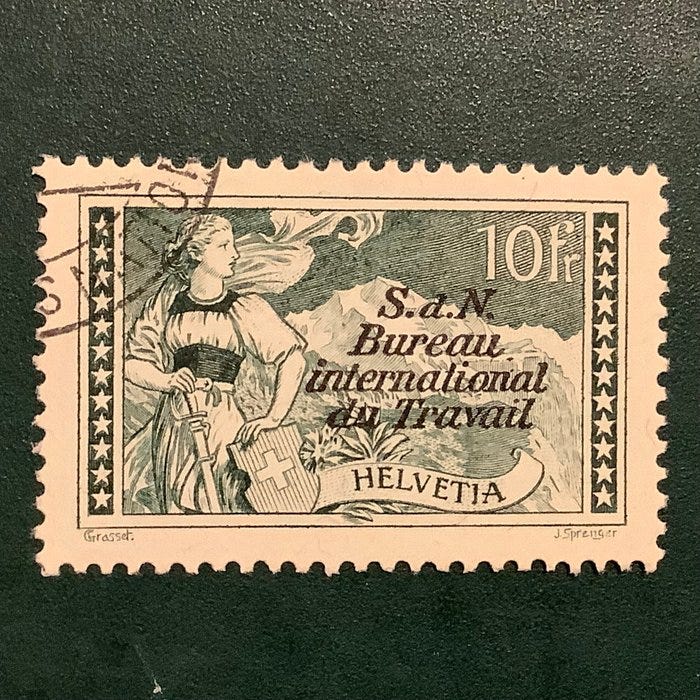 10Fr
S.d.N.
Bureau
international
du Travail
HELVETIA
Grasset.
J. Sprenger